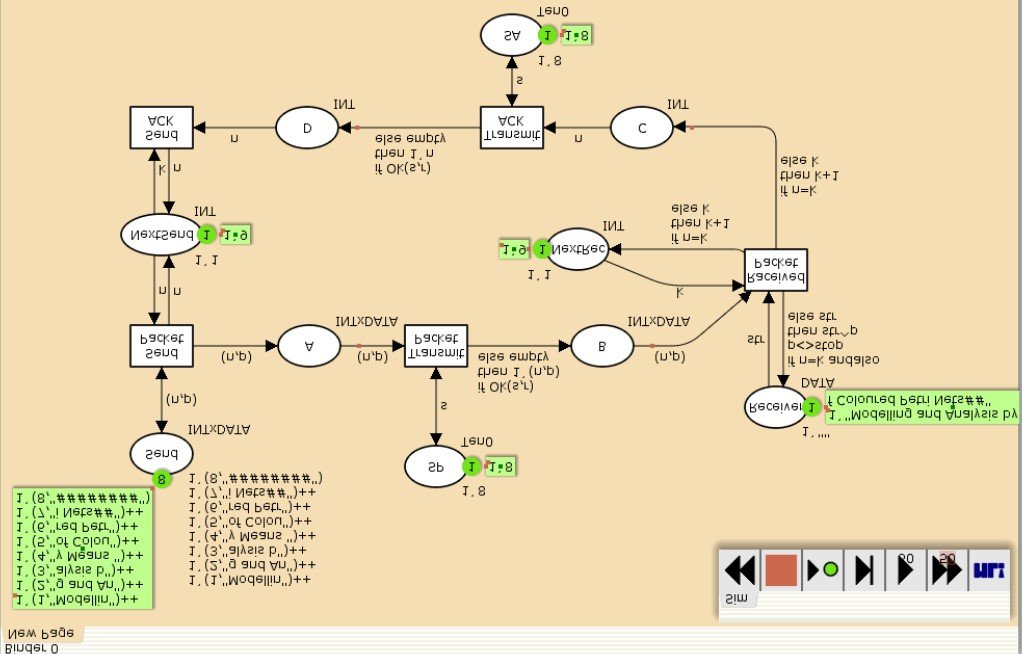 Binder 0
New Page
Sim
ML!
1`(1,"Modellin")++
1`(2,"g and An")++
1`(3,"alysis b")++
1`(4,"y Means ")++
1`(5,"of Colou")++
1`(6,"red Petr")++
1`(7,"i Nets##")++
1`(8,"########")
1`(1,"Modellin")++
1`(2,"g and An")++
1`(3,"alysis b")++
1`(4,"y Means ")++
1`(5,"of Colou")++
1`(6,"red Petr")++
1`(7,"i Nets##")++
1`(8,"########")
8
Send
INTxDATA
(n,p)
1`8
SP
1
1`8
Ten0
s
1`""
Receiver
1
1`"Modelling and Analysis by
f Coloured Petri Nets##"
DATA
str
if n=k andalso
p<>stop
then str^p
else str
Send
Packet
(n,p)
A
INTxDATA
(n,p)
Transmit
Packet
if Ok(s,r)
then 1`(n,p)
else empty
B
INTxDATA
(n,p)
n
n
k
Received
Packet
1`1
NextSend
1
1`9
INT
1`1
1`9
1
NextRec
INT
if n=k
then k+1
else k
if n=k
then k+1
else k
k
n
Send
ACK
n
D
INT
if Ok(s,r)
then 1`n
else empty
Transmit
ACK
n
C
INT
s
1`8
SA
1
1`8
Ten0